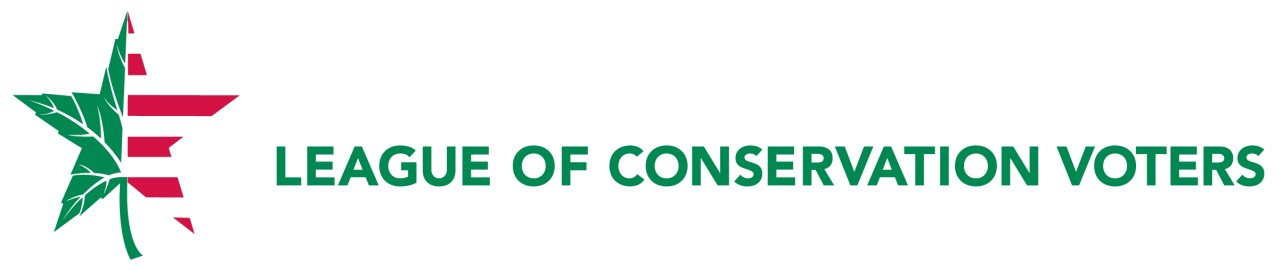 LEAGUE OF CONSERVATION VOTERS